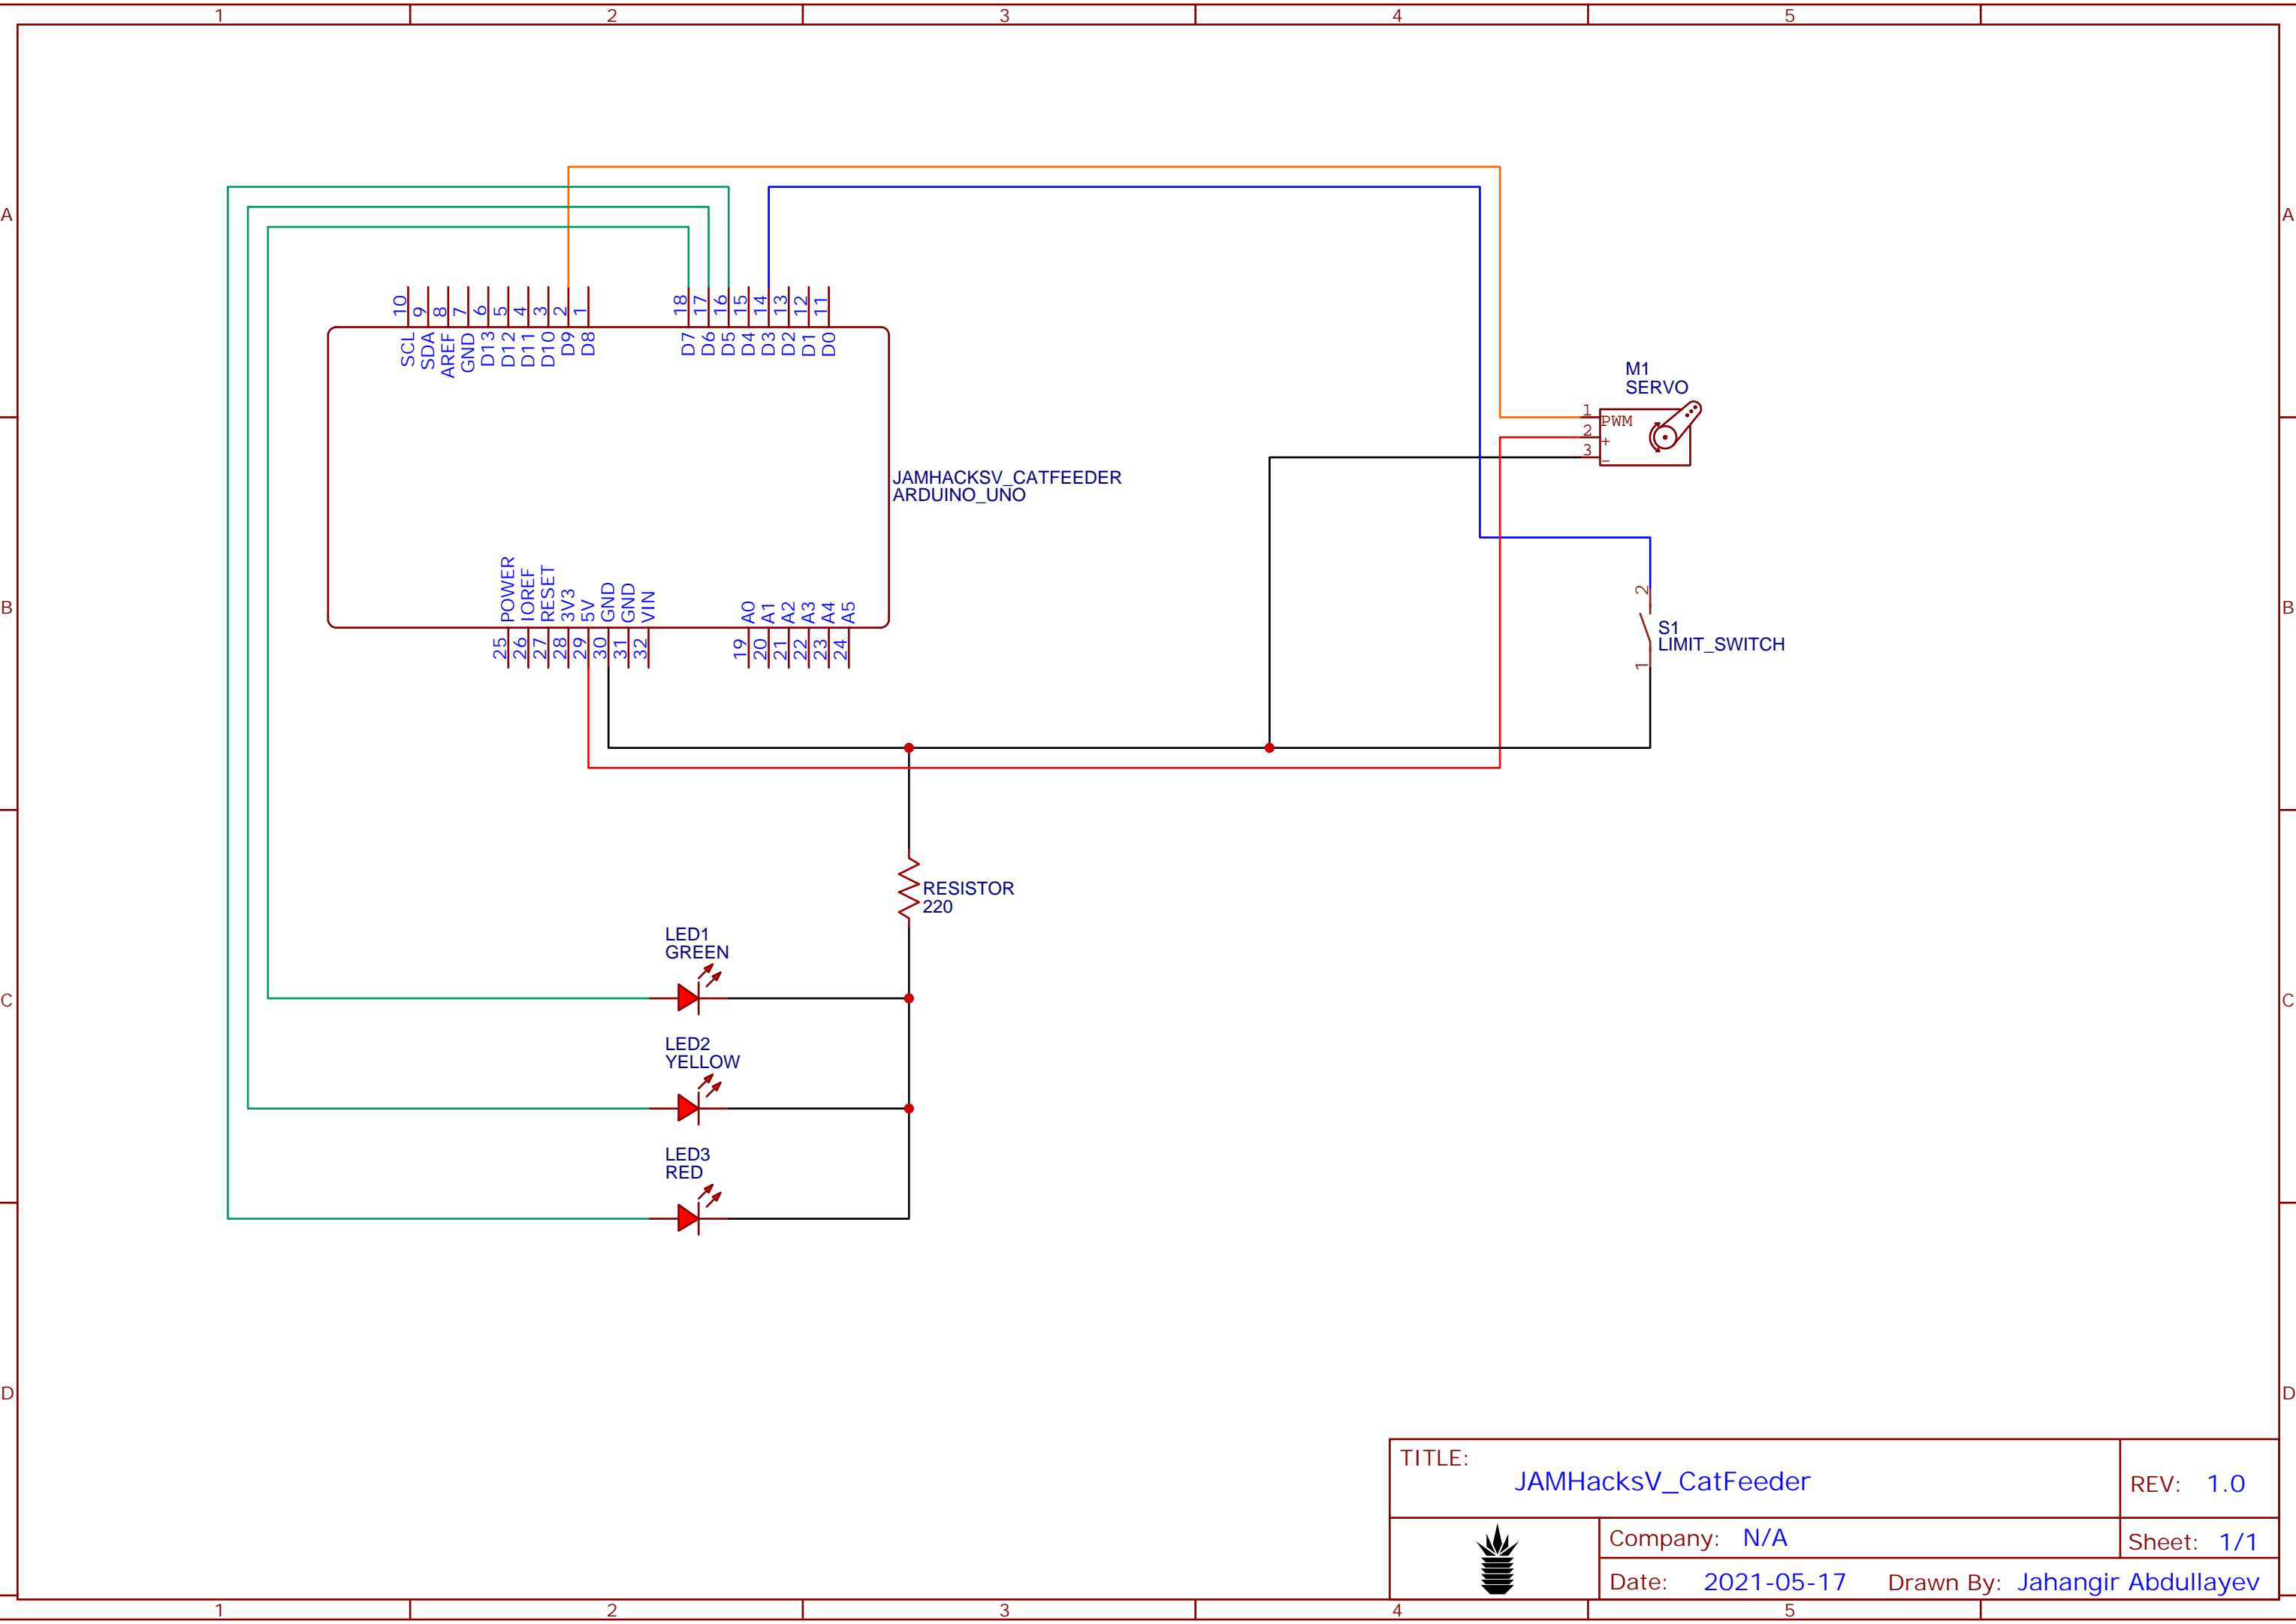 1 2 3 4 5
A A
10 9 8 7 6 5 4 3 2 1 18 17 16 15 14 13 12 11
SCL SDA AREF GND D13 D12 D11 D10 D9 D8 D7 D6 D5 D4 D3 D2 D1 D0
M1
SERVO
1 PWM
2 +
3 -
JAMHACKSV_CATFEEDER
ARDUINO_UNO
POWER IOREF RESET 3V3 5V GND GND VIN A0 A1 A2 A3 A4 A5
25 26 27 28 29 30 31 32 19 20 21 22 23 24
B B
2
S1
LIMIT_SWITCH
1
RESISTOR
220
LED1
GREEN
C C
LED2
YELLOW
LED3
RED
D D
TITLE:
JAMHacksV_CatFeeder
REV: 1.0
Company: N/A
Sheet: 1/1
Date: 2021-05-17 Drawn By: Jahangir Abdullayev
1 2 3 4 5